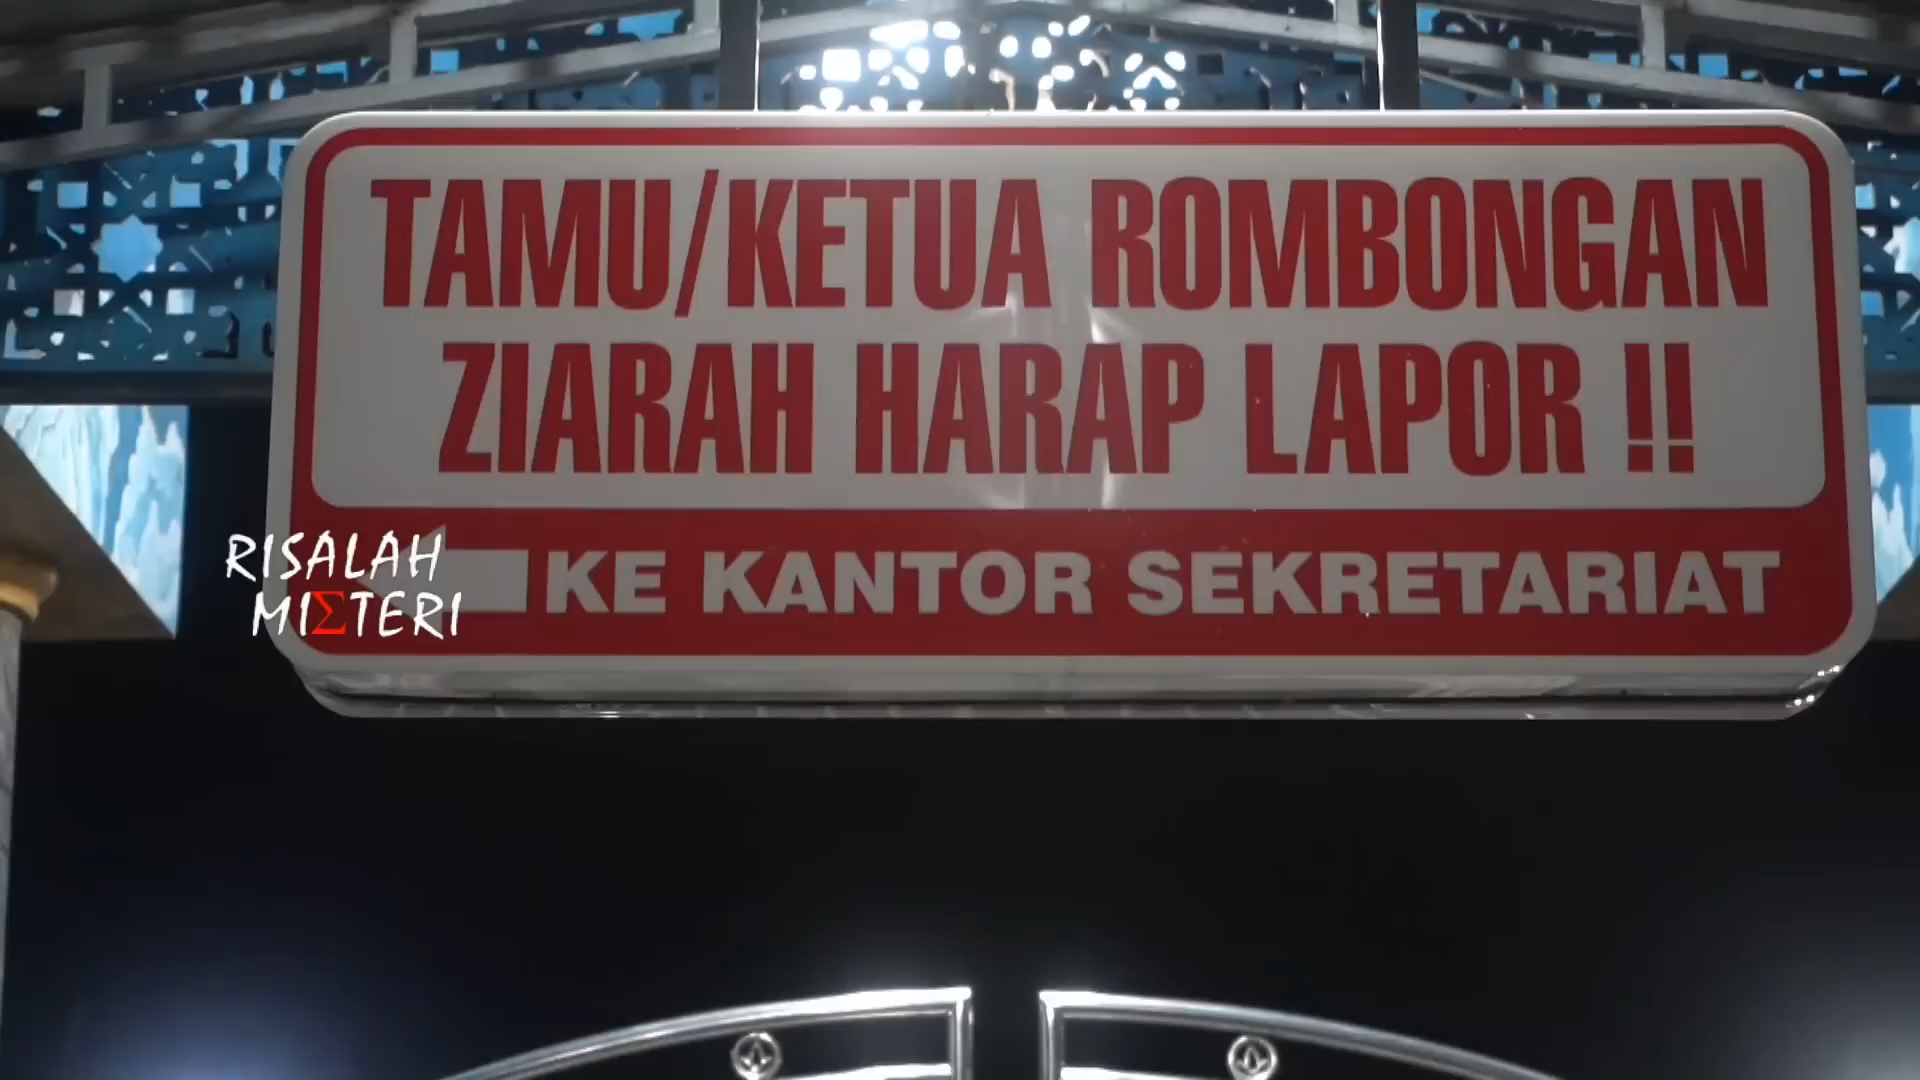 TAMU/KETUA ROMBONGAN
ZIARAH HARAP LAPOR !!
KE KANTOR SEKRETARIAT
RISALAH
MIΣTERI